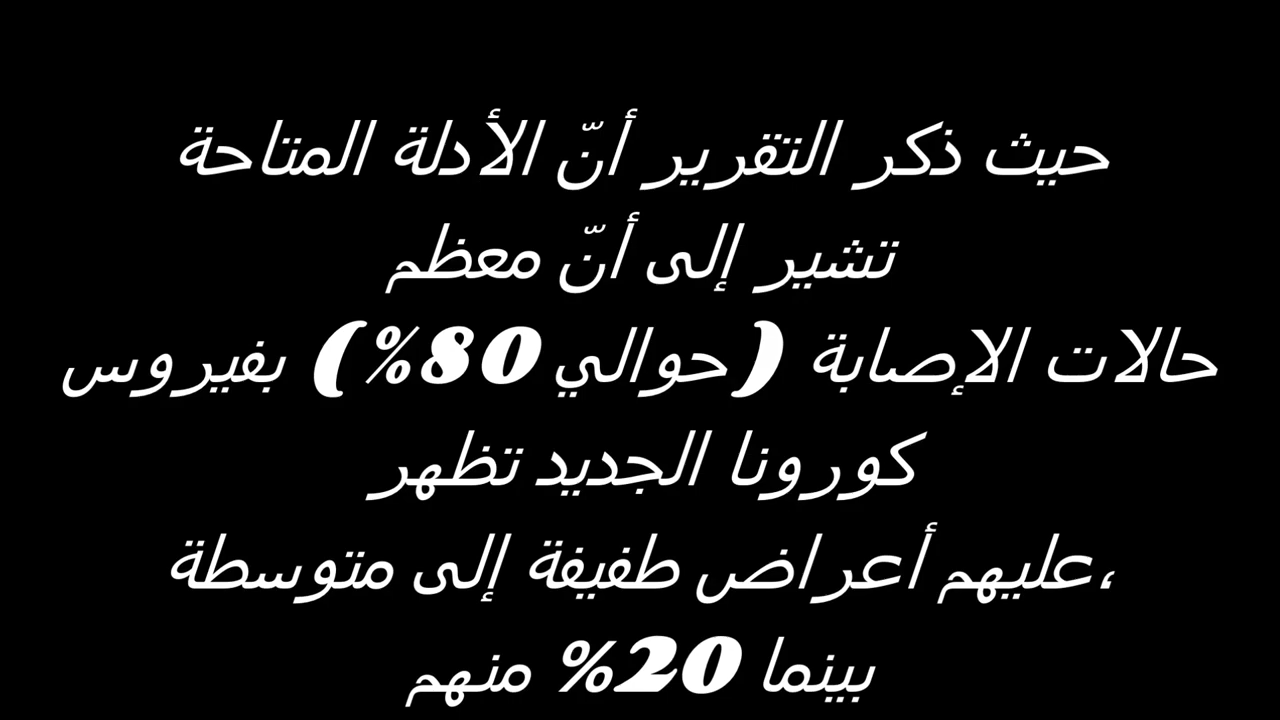 حيث ذكر التقرير أنّ الأدلة المتاحة
تشير إلى أنّ معظم
حالات الإصابة (حوالي 80%) بفيروس
كورونا الجديد تظهر
،عليهم أعراض طفيفة إلى متوسطة
بينما 20% منهم